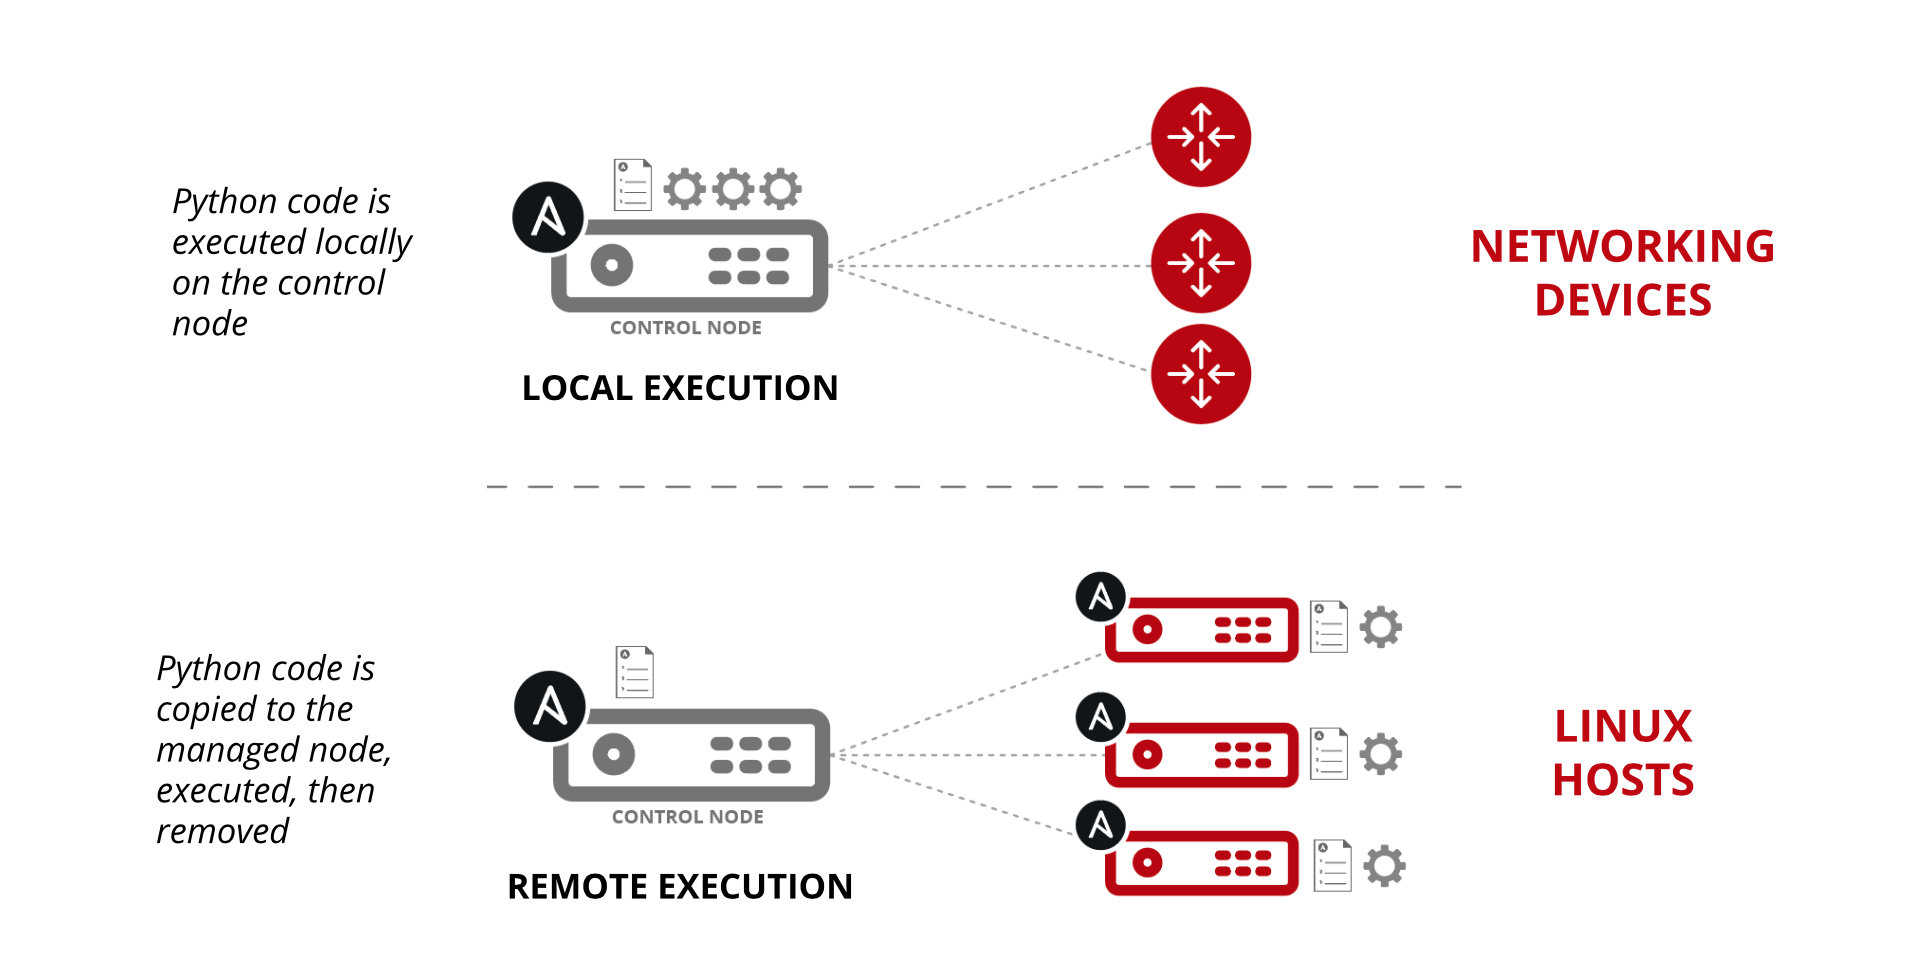 Python code is
executed locally
on the control
node
CONTROL NODE
LOCAL EXECUTION
NETWORKING
DEVICES
Python code is
copied to the
managed node,
executed, then
removed
CONTROL NODE
REMOTE EXECUTION
LINUX
HOSTS